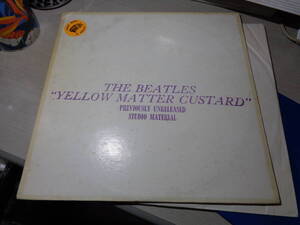 THE BEATLES
"YELLOW MATTER CUSTARD"
PREVIOUSLY UNRELEASED
STUDIO MATERIAL